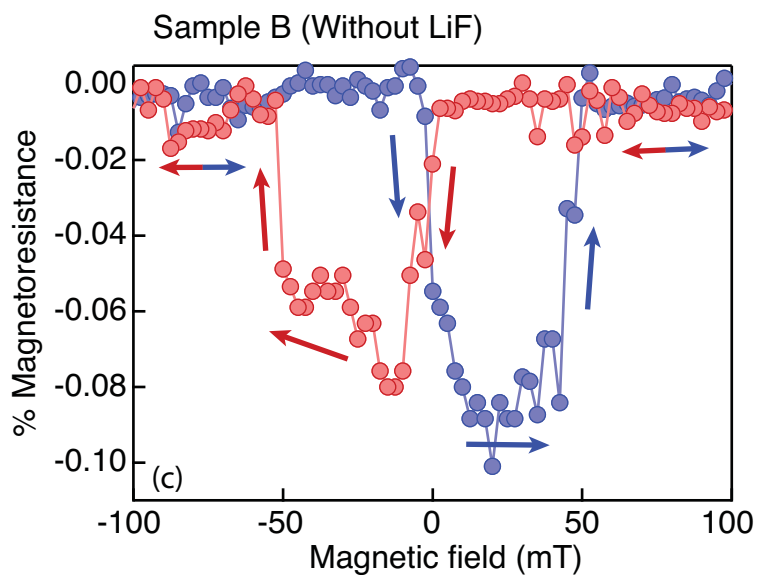 Sample B (Without LiF)
% Magnetoresistance
0.00
-0.02
-0.04
-0.06
-0.08
-0.10
(c)
-100
-50
0
50
100
Magnetic field (mT)